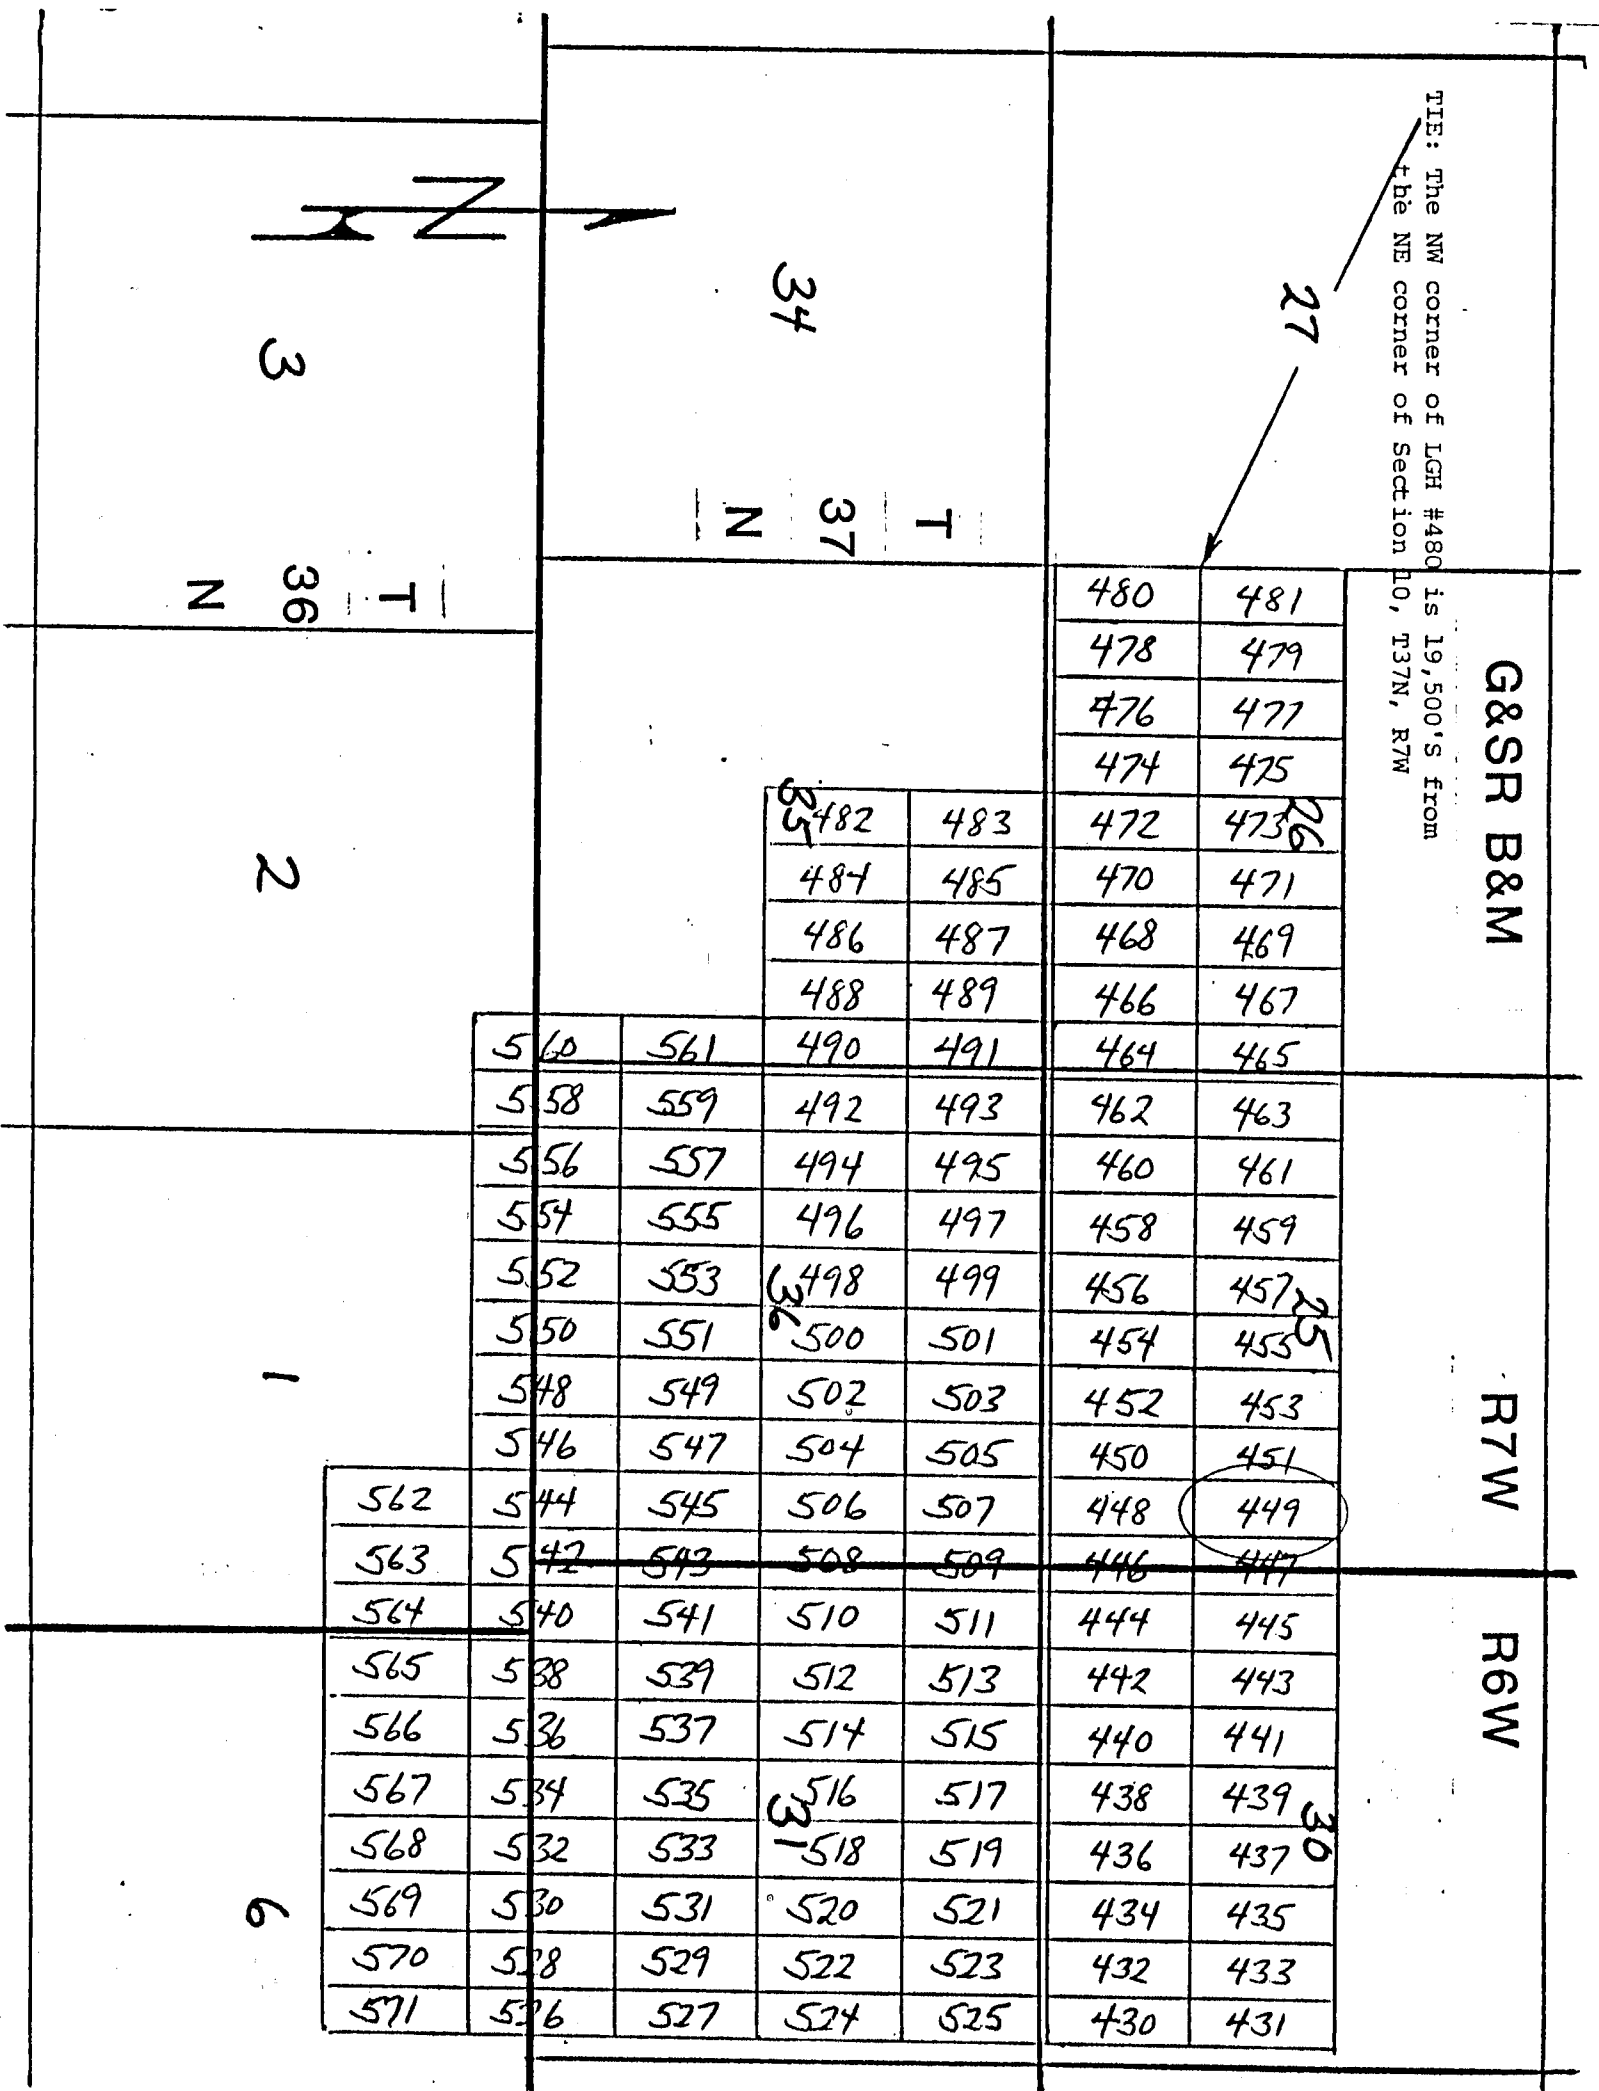 TIE: The NW corner of LGH #480 is 19,500'S from
the NE corner of Section 10, T37N, R7W
G&SR B&M
R7W
R6W
27
34
3
2
1
6
N
T
37
N
T
36
N
26
25
30
35
36
31
480 481
478 479
476 477
474 475
482 483 472 473
484 485 470 471
486 487 468 469
488 489 466 467
560 561 490 491 464 465
558 559 492 493 462 463
556 557 494 495 460 461
554 555 496 497 458 459
552 553 498 499 456 457
550 551 500 501 454 455
548 549 502 503 452 453
546 547 504 505 450 451
562 544 545 506 507 448 449
563 542 543 508 509 446 447
564 540 541 510 511 444 445
565 538 539 512 513 442 443
566 536 537 514 515 440 441
567 534 535 516 517 438 439
568 532 533 518 519 436 437
569 530 531 520 521 434 435
570 528 529 522 523 432 433
571 526 527 524 525 430 431